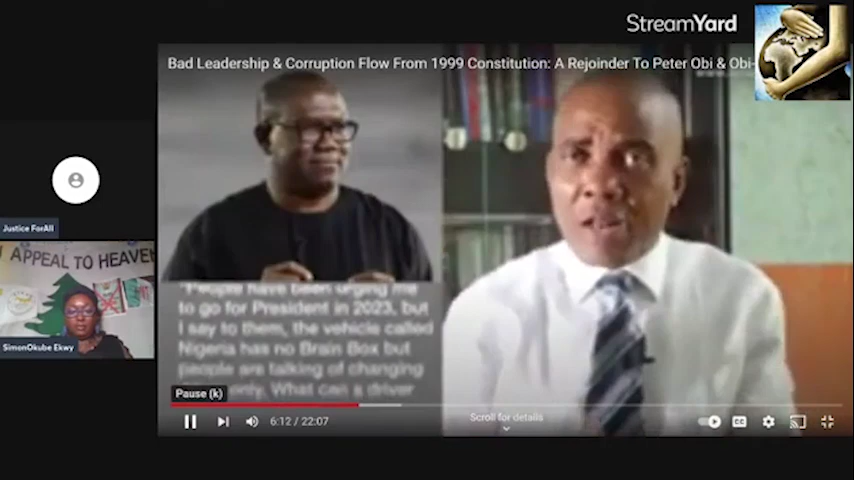 StreamYard
Bad Leadership & Corruption Flow From 1999 Constitution: A Rejoinder To Peter Obi & Obi-
Justice ForAll
APPEAL TO HEAVEN
SimonOkube Ekwy
"People have been urging me
to go for President in 2023, but
I say to them, the vehicle called
Nigeria has no Brain Box but
people are talking of changing
only. What can a driver
Pause (k)
6:12 / 22:07
Scroll for details
CC